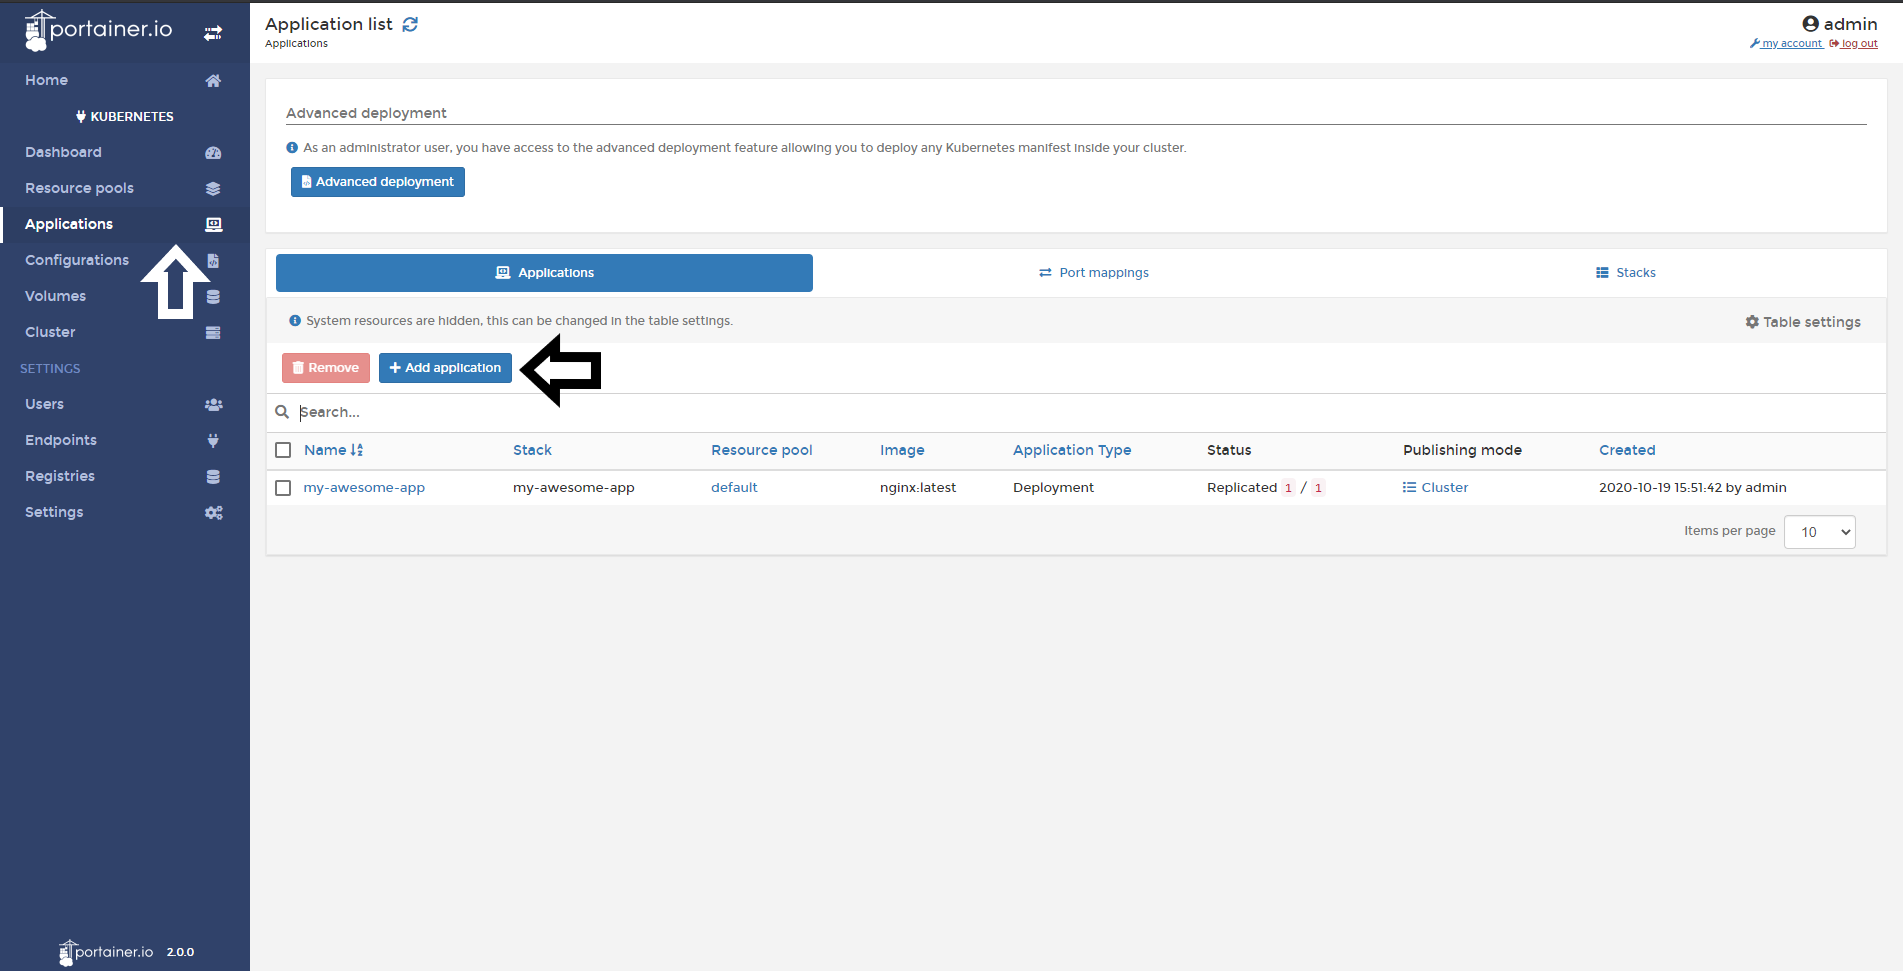 portainer.io
Home
KUBERNETES
Dashboard
Resource pools
Applications
Configurations
Volumes
Cluster
SETTINGS
Users
Endpoints
Registries
Settings
portainer.io 2.0.0
Application list
Applications
admin
my account log out
Advanced deployment
As an administrator user, you have access to the advanced deployment feature allowing you to deploy any Kubernetes manifest inside your cluster.
Advanced deployment
Applications Port mappings Stacks
System resources are hidden, this can be changed in the table settings.
Table settings
Remove Add application
Search...
Name Stack Resource pool Image Application Type Status Publishing mode Created
my-awesome-app my-awesome-app default nginx:latest Deployment Replicated 1 / 1 Cluster 2020-10-19 15:51:42 by admin
Items per page 10